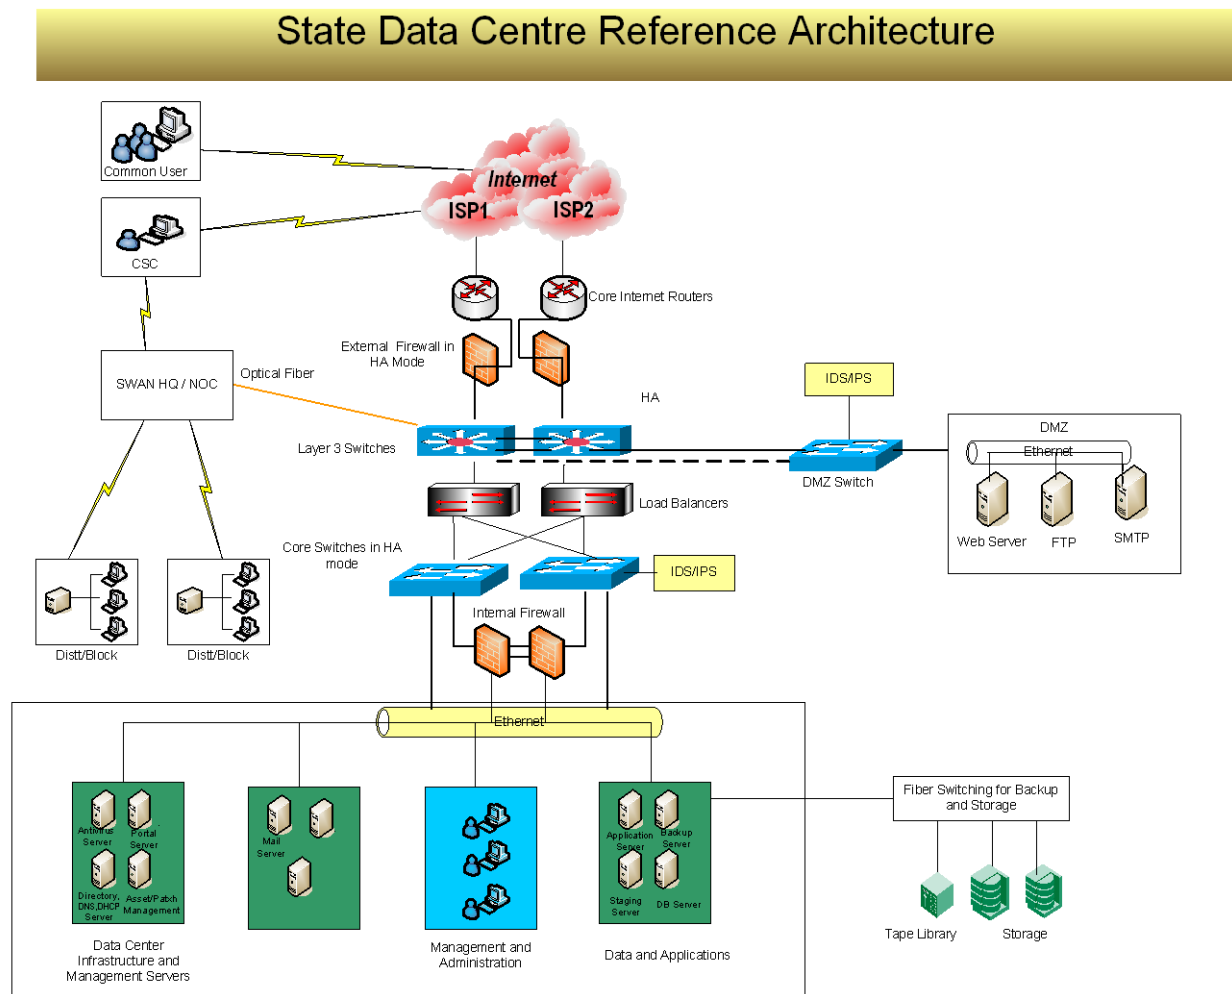 State Data Centre Reference Architecture
Common User
Internet
ISP1
ISP2
CSC
Core Internet Routers
External Firewall in
HA Mode
SWAN HQ / NOC
Optical Fiber
HA
IDS/IPS
Layer 3 Switches
DMZ Switch
DMZ
Ethernet
Web Server
FTP
SMTP
Load Balancers
Core Switches in HA
mode
IDS/IPS
Internal Firewall
Distt/Block
Distt/Block
Ethernet
Antivirus
Server
Portal
Server
Directory,
DNS,DHCP
Server
Asset/Patxh
Management
Mail
Server
Application
Server
Backup
Server
Staging
Server
DB Server
Fiber Switching for Backup
and Storage
Tape Library
Storage
Data Center
Infrastructure and
Management Servers
Management and
Administration
Data and Applications